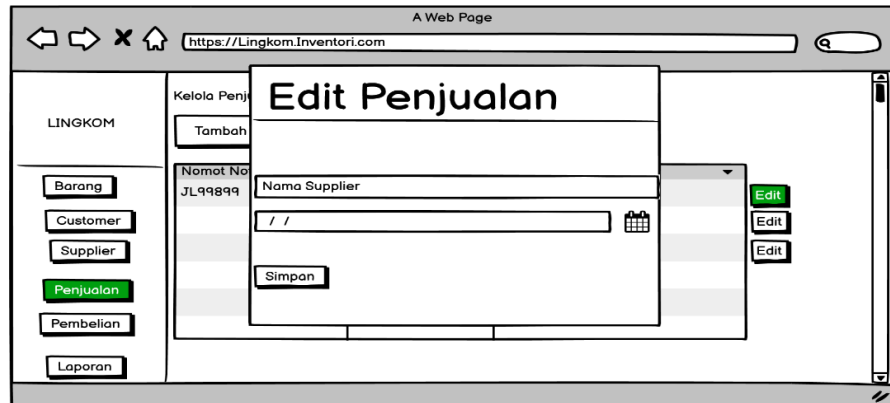 A Web Page
https://Lingkom.Inventori.com
LINGKOM
Barang
Customer
Supplier
Penjualan
Pembelian
Laporan
Kelola Penj
Tambah
Nomot No
JL99899
Edit
Edit
Edit
Edit Penjualan
Nama Supplier
/ /
Simpan